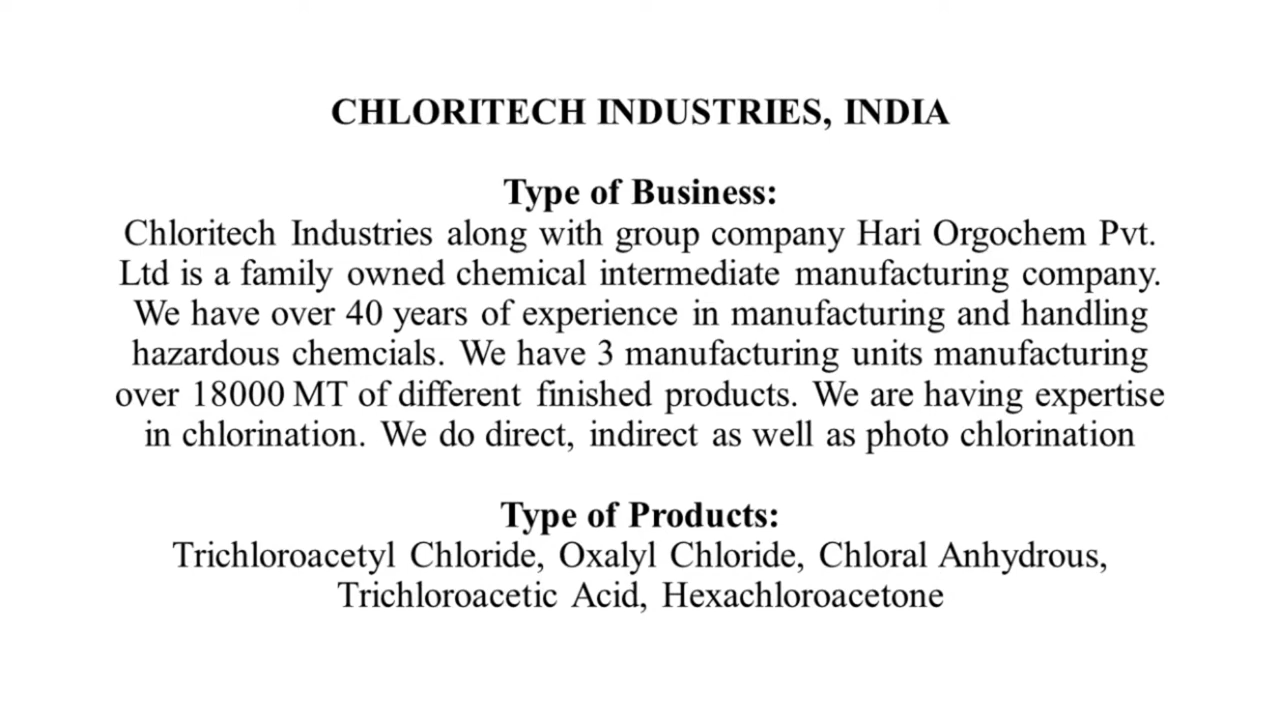 CHLORITECH INDUSTRIES, INDIA
Type of Business:
Chloritech Industries along with group company Hari Orgochem Pvt.
Ltd is a family owned chemical intermediate manufacturing company.
We have over 40 years of experience in manufacturing and handling
hazardous chemcials. We have 3 manufacturing units manufacturing
over 18000 MT of different finished products. We are having expertise
in chlorination. We do direct, indirect as well as photo chlorination
Type of Products:
Trichloroacetyl Chloride, Oxalyl Chloride, Chloral Anhydrous,
Trichloroacetic Acid, Hexachloroacetone